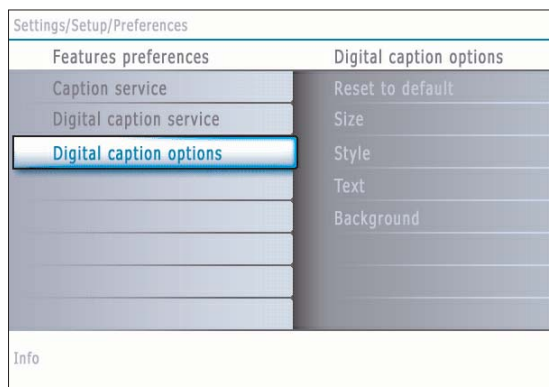 Settings/Setup/Preferences
Features preferences
Caption service
Digital caption service
Digital caption options
Digital caption options
Reset to default
Size
Style
Text
Background
Info